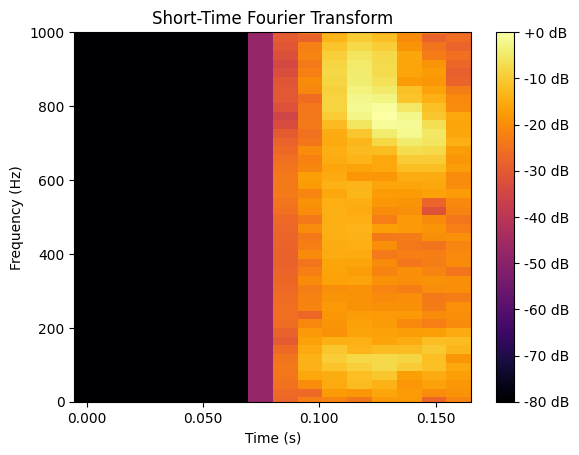 Short-Time Fourier Transform
1000
800
600
400
200
0
Frequency (Hz)
0.000
0.050
0.100
0.150
Time (s)
+0 dB
-10 dB
-20 dB
-30 dB
-40 dB
-50 dB
-60 dB
-70 dB
-80 dB